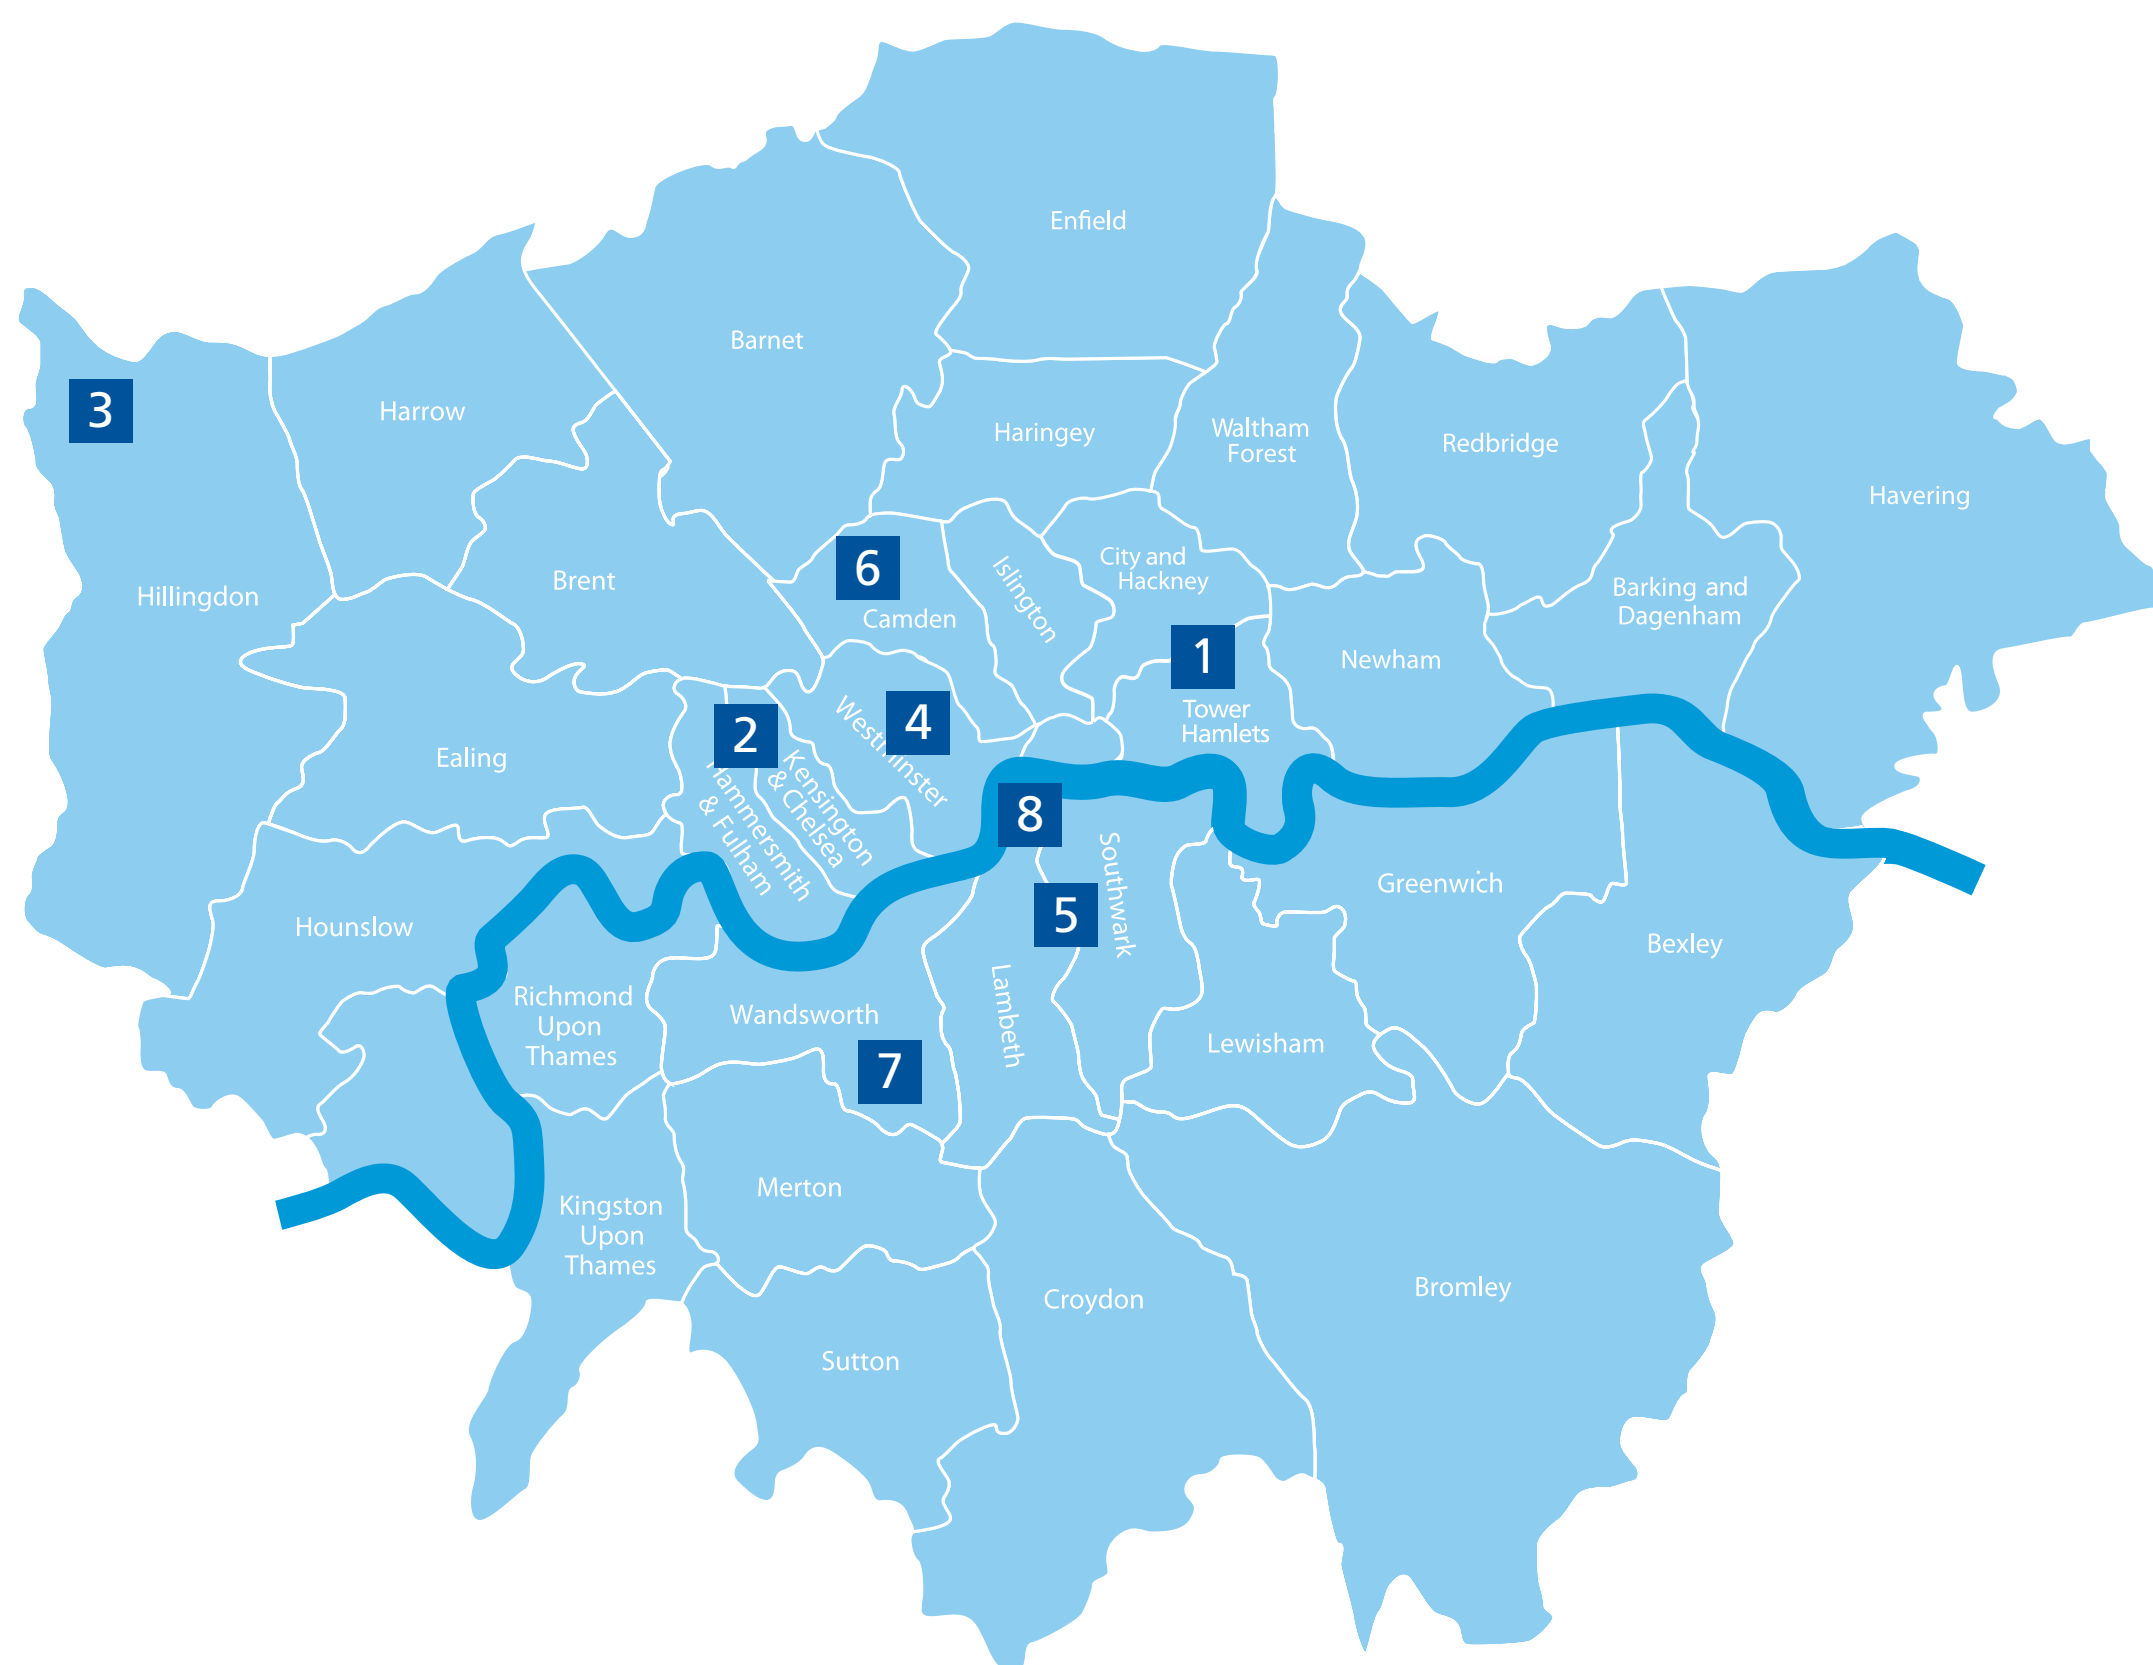 Enfield
Barnet
3
Harrow
Haringey
Waltham
Forest
Redbridge
Havering
6
Camden
Islington
City and
Hackney
Brent
Hillingdon
Barking and
Dagenham
1
Newham
Tower
Hamlets
4
Westminster
2
Ealing
Kensington
& Chelsea
Hammersmith
& Fulham
8
Southwark
5
Greenwich
Hounslow
Bexley
Richmond
Upon
Thames
Wandsworth
Lambeth
Lewisham
7
Merton
Kingston
Upon
Thames
Croydon
Bromley
Sutton